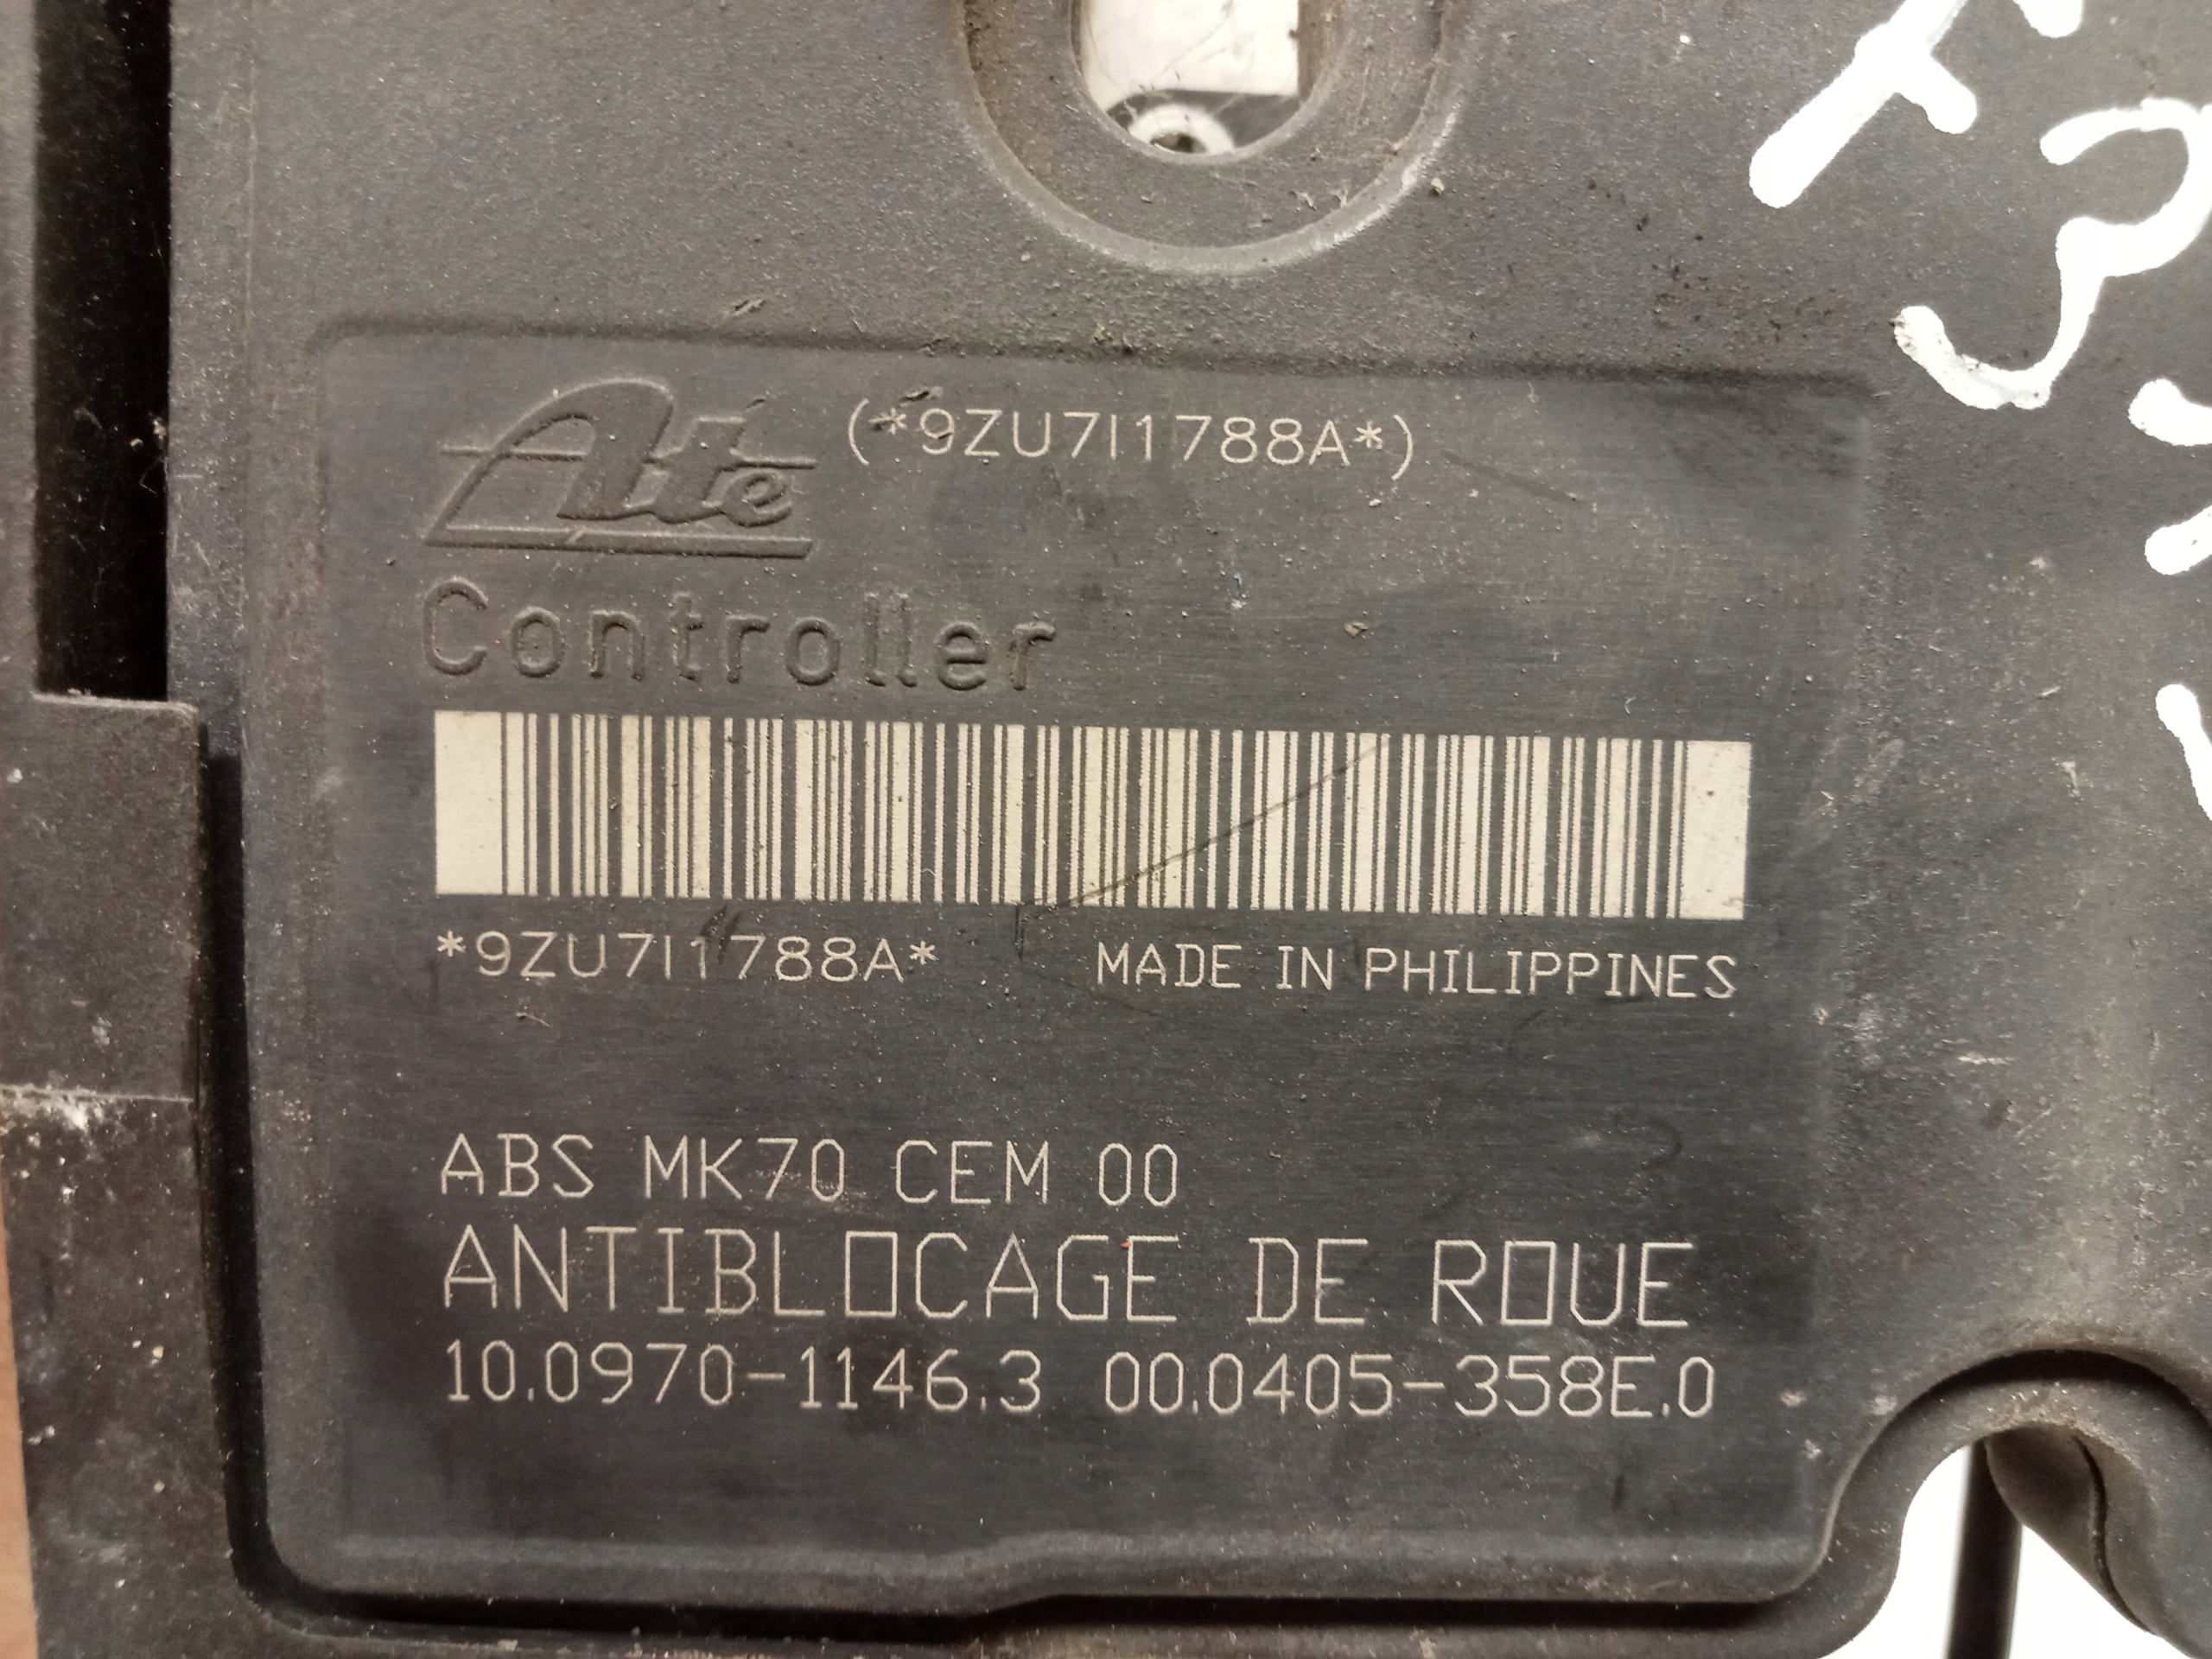 Ate (*9ZU7I1788A*)
Controller
*9ZU7I1788A* MADE IN PHILIPPINES
ABS MK70 CEM 00
ANTIBLOCAGE DE ROUE
10.0970-1146.3 00.0405-358E.0